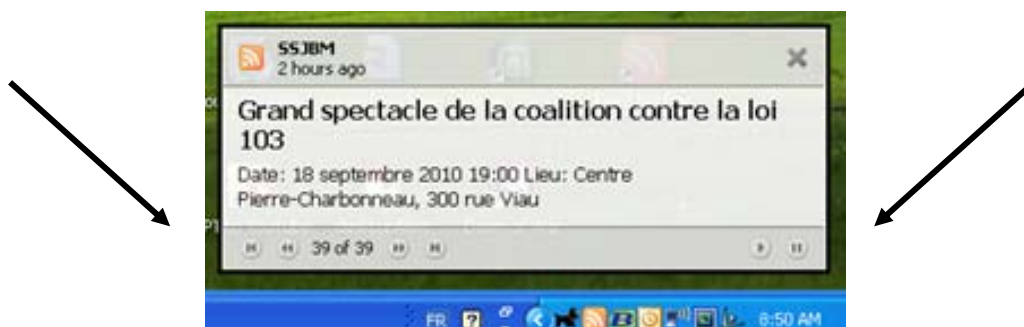 SSJBM
2 hours ago
Grand spectacle de la coalition contre la loi
103
Date: 18 septembre 2010 19:00 Lieu: Centre
Pierre-Charbonneau, 300 rue Viau
39 of 39
FR
8:50 AM